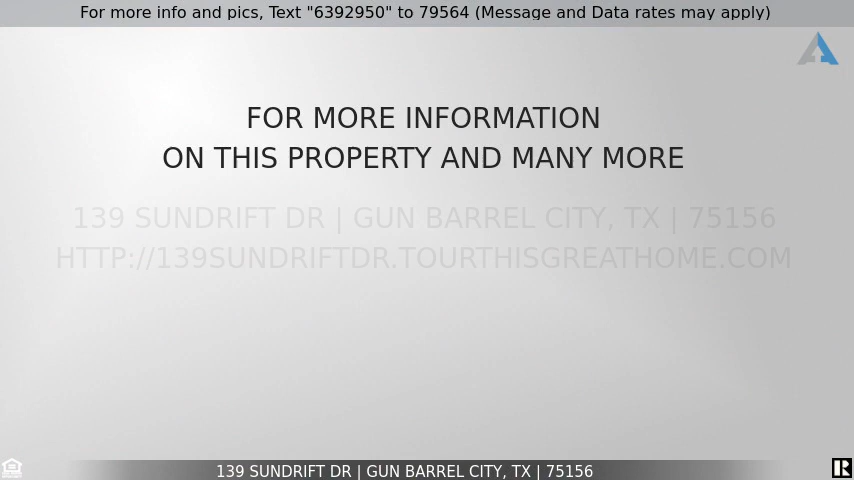 For more info and pics, Text "6392950" to 79564 (Message and Data rates may apply)
FOR MORE INFORMATION
ON THIS PROPERTY AND MANY MORE
139 SUNDRIFT DR | GUN BARREL CITY, TX | 75156
HTTP://139SUNDRIFTDR.TOURTHISGREATHOME.COM
139 SUNDRIFT DR | GUN BARREL CITY, TX | 75156